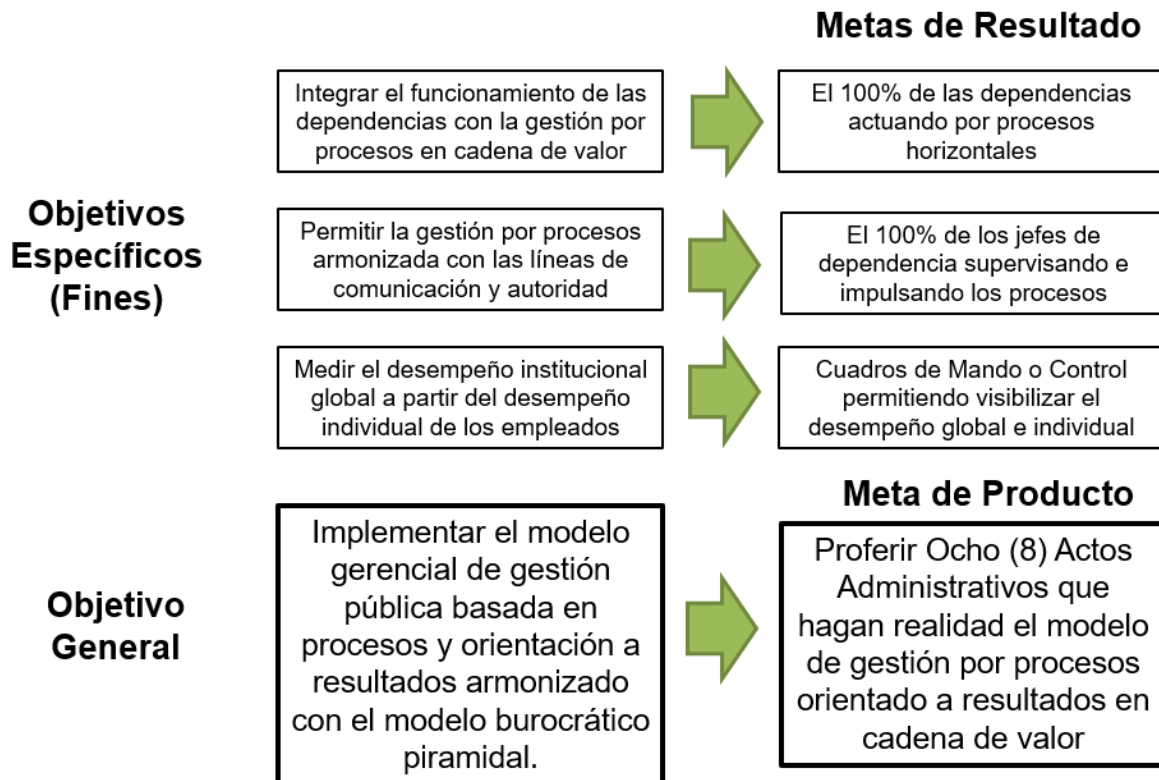 Metas de Resultado
Integrar el funcionamiento de las
dependencias con la gestión por
procesos en cadena de valor
El 100% de las dependencias
actuando por procesos
horizontales
Objetivos
Específicos
(Fines)
Permitir la gestión por procesos
armonizada con las líneas de
comunicación y autoridad
El 100% de los jefes de
dependencia supervisando e
impulsando los procesos
Medir el desempeño institucional
global a partir del desempeño
individual de los empleados
Cuadros de Mando o Control
permitiendo visibilizar el
desempeño global e individual
Meta de Producto
Objetivo
General
Implementar el modelo
gerencial de gestión
pública basada en
procesos y orientación a
resultados armonizado
con el modelo burocrático
piramidal.
Proferir Ocho (8) Actos
Administrativos que
hagan realidad el modelo
de gestión por procesos
orientado a resultados en
cadena de valor